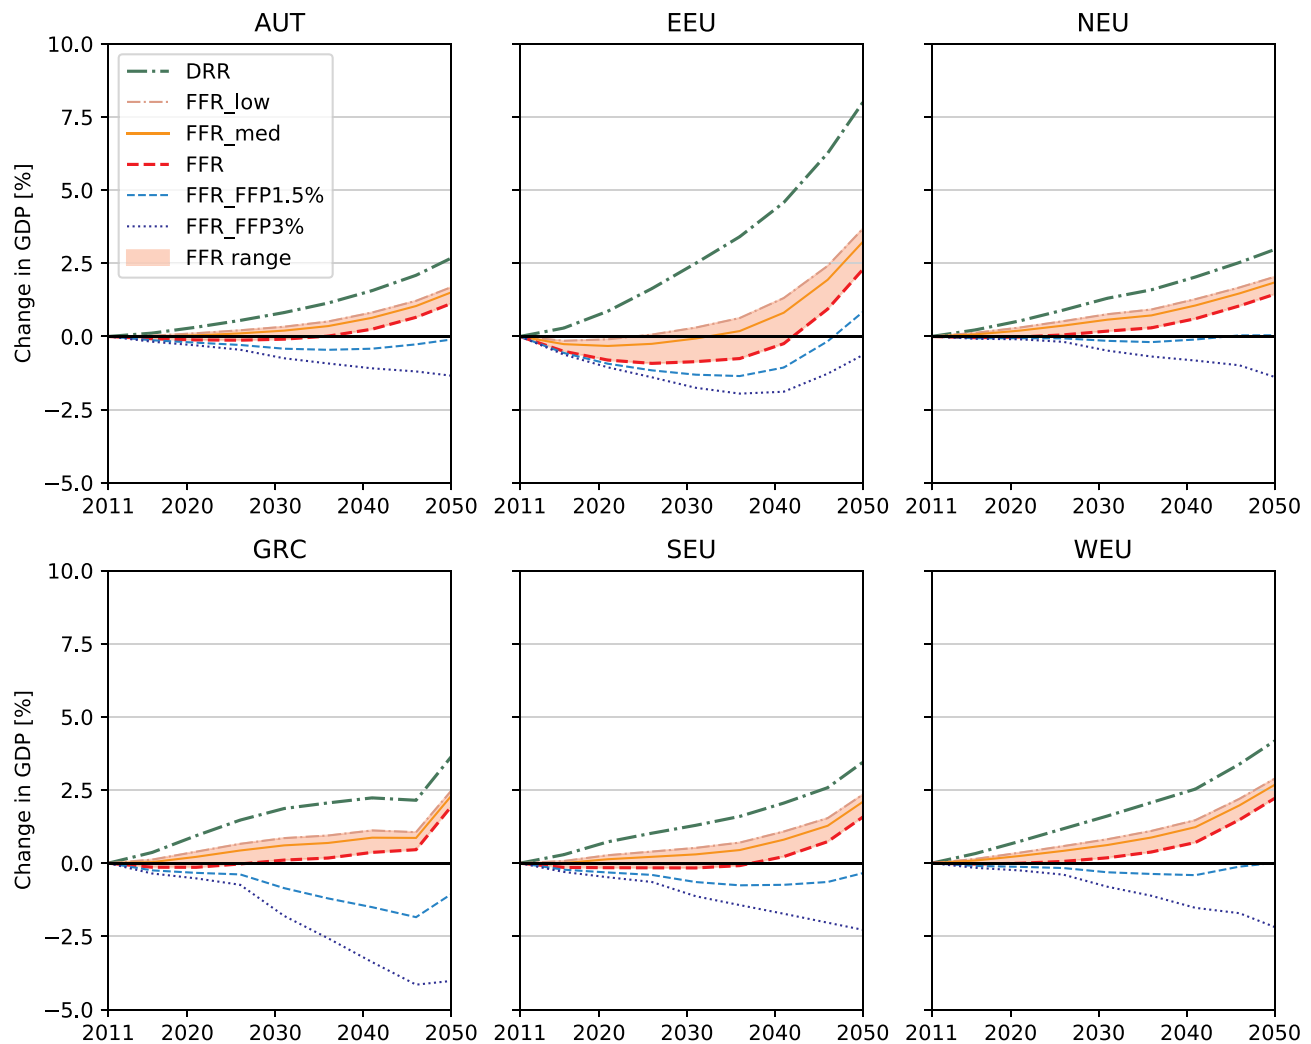 AUT
EEU
NEU
10.0
7.5
5.0
2.5
0.0
−2.5
−5.0
Change in GDP [%]
DRR
FFR_low
FFR_med
FFR
FFR_FFP1.5%
FFR_FFP3%
FFR range
2011 2020 2030 2040 2050
2011 2020 2030 2040 2050
2011 2020 2030 2040 2050
GRC
SEU
WEU
10.0
7.5
5.0
2.5
0.0
−2.5
−5.0
Change in GDP [%]
2011 2020 2030 2040 2050
2011 2020 2030 2040 2050
2011 2020 2030 2040 2050